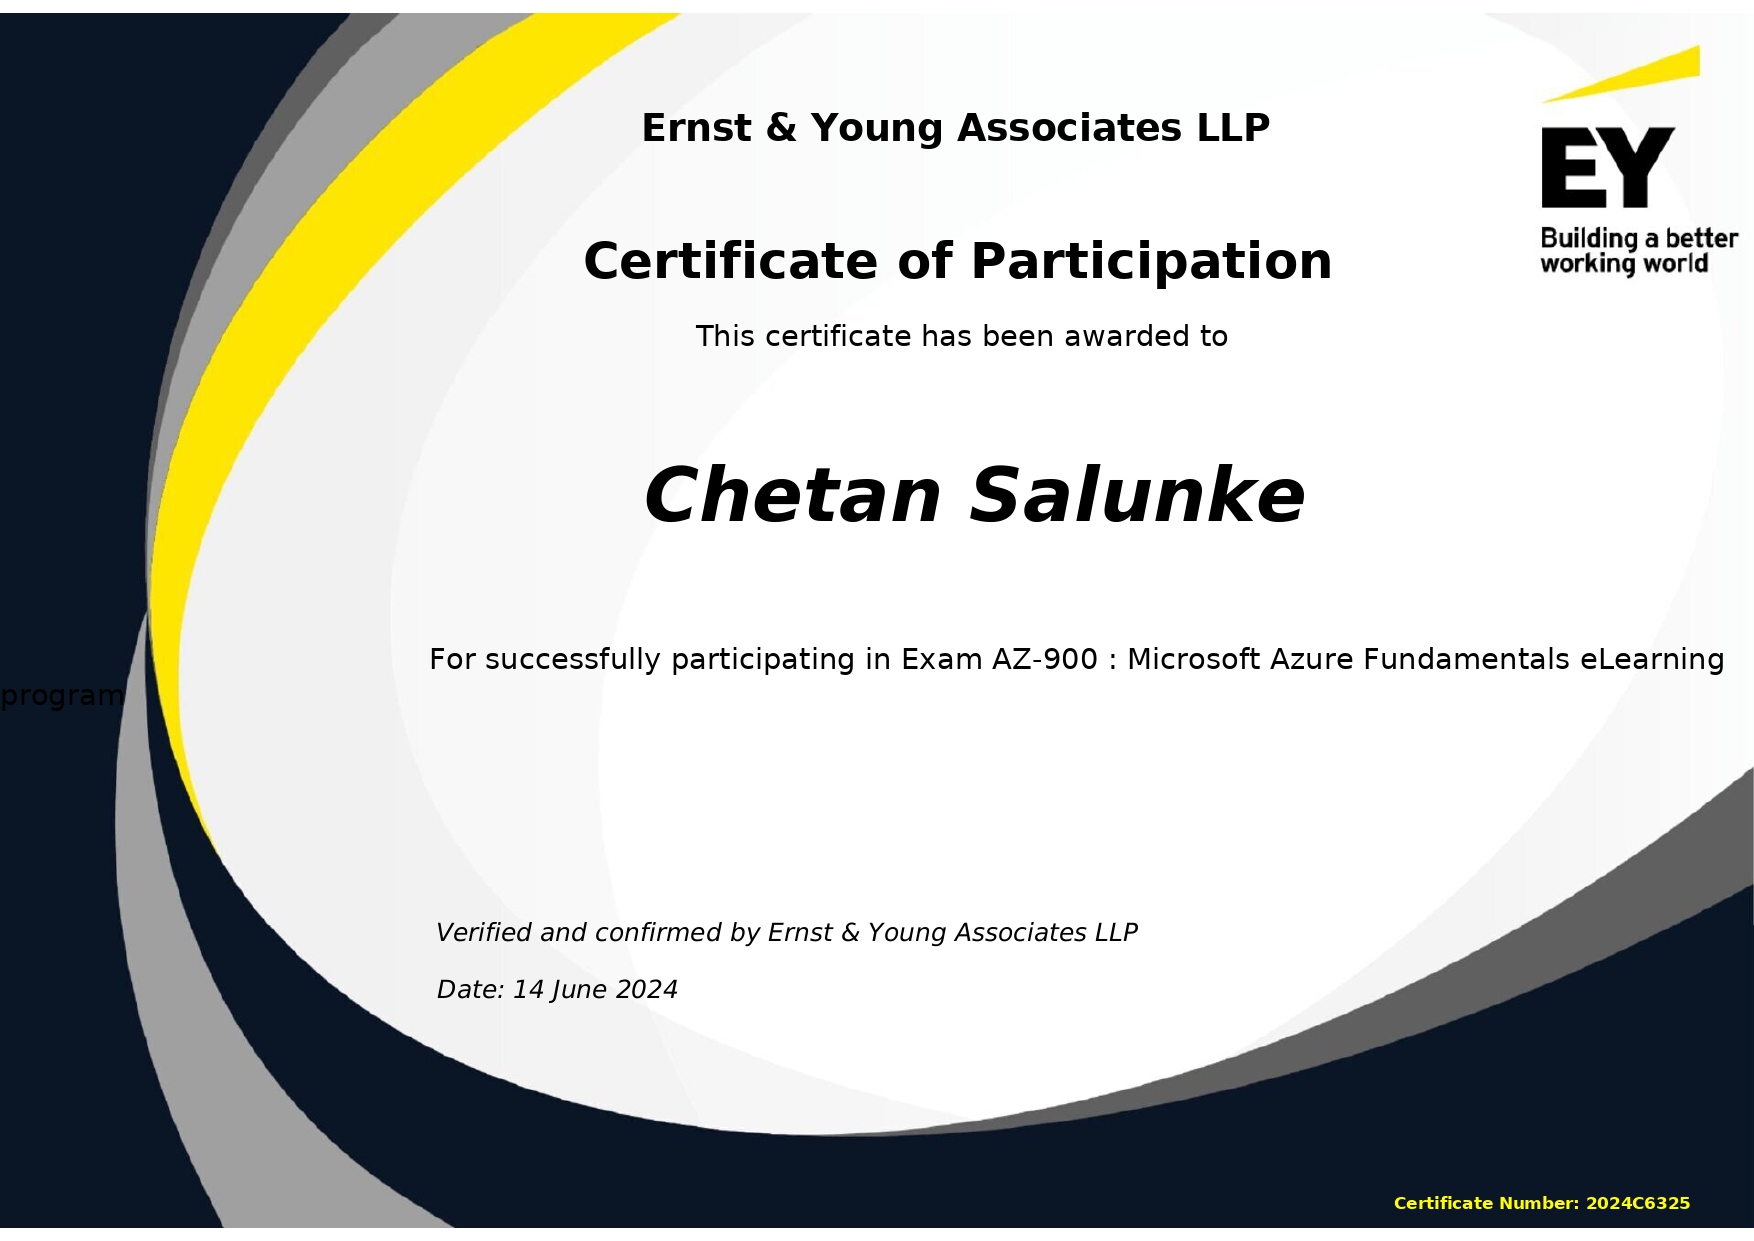 Ernst & Young Associates LLP
EY
Building a better
working world
Certificate of Participation
This certificate has been awarded to
Chetan Salunke
For successfully participating in Exam AZ-900 : Microsoft Azure Fundamentals eLearning
program
Verified and confirmed by Ernst & Young Associates LLP
Date: 14 June 2024
Certificate Number: 2024C6325